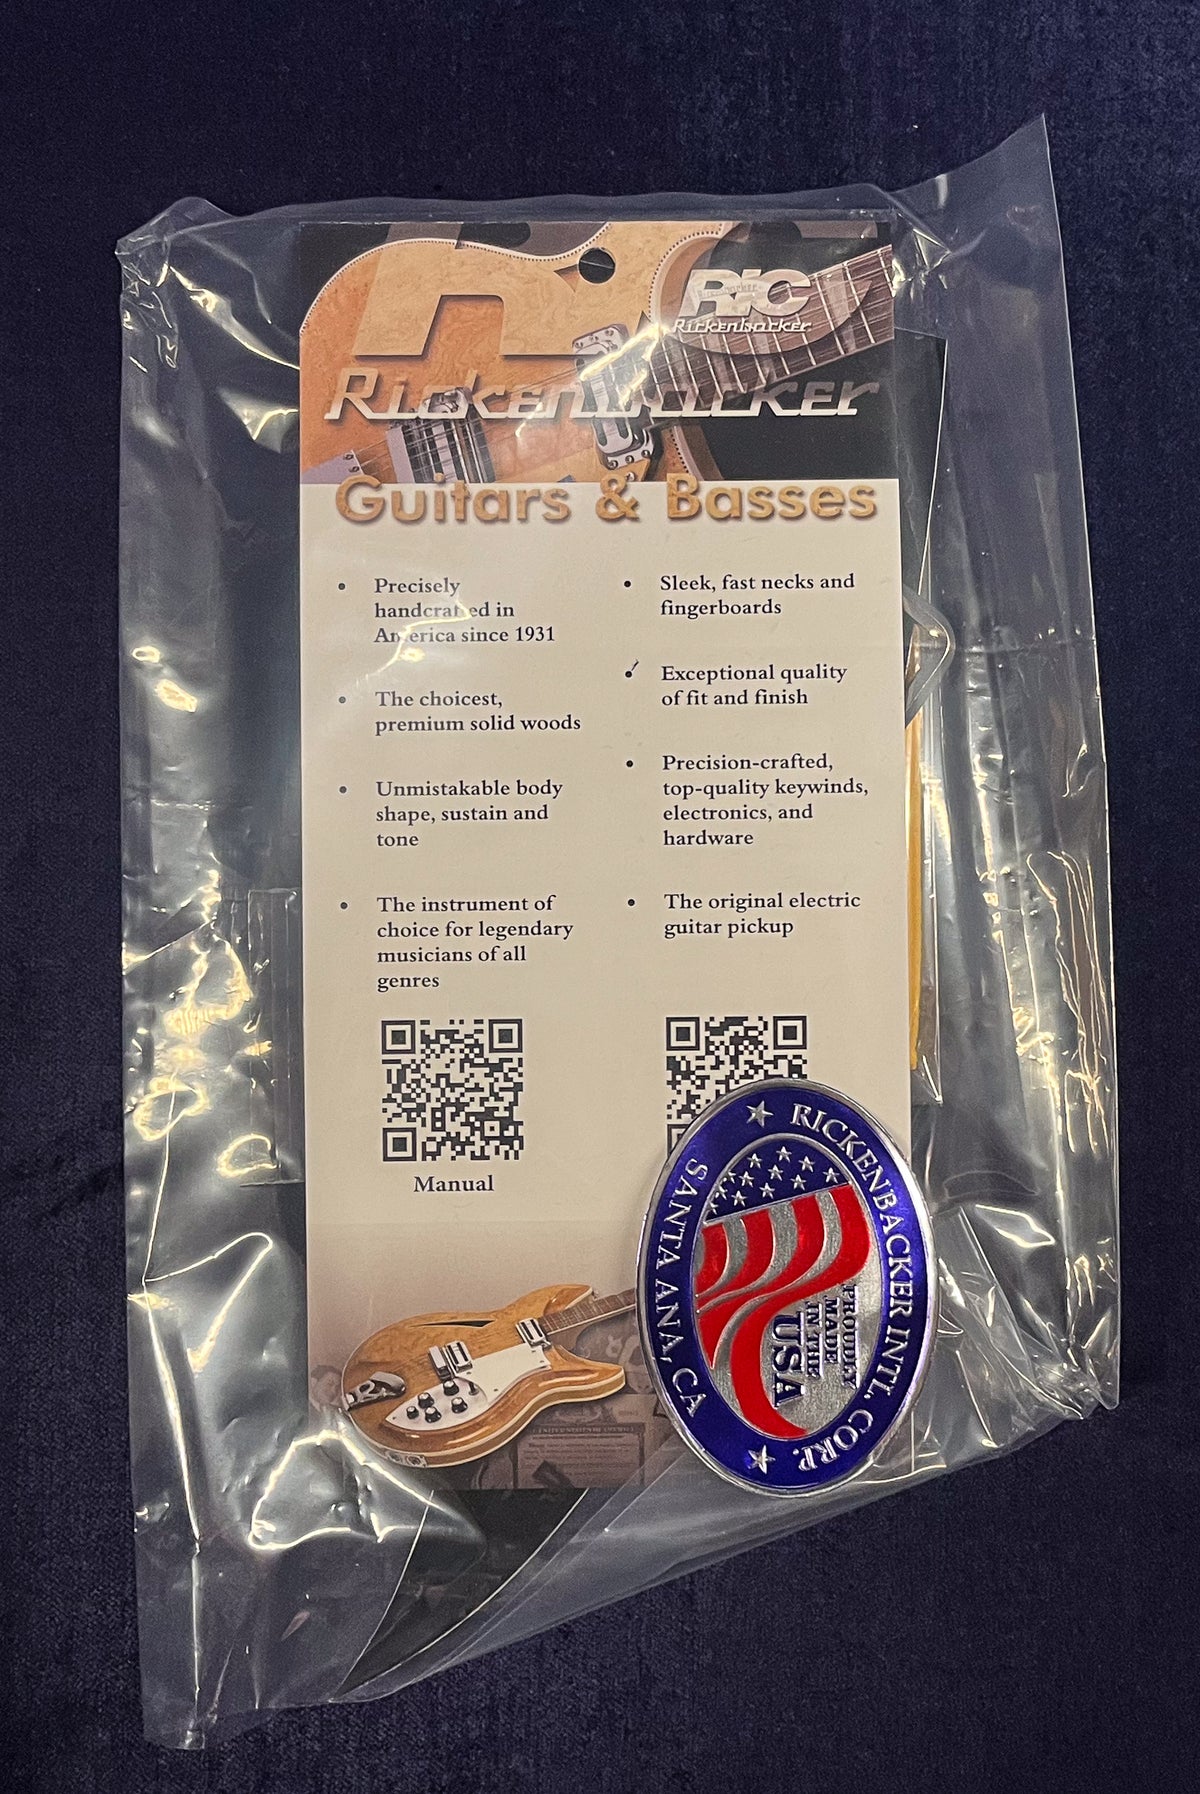 RIC
Rickenbacker
Rickenbacker
Guitars & Basses
• Precisely
handcrafted in
America since 1931
• The choicest,
premium solid woods
• Unmistakable body
shape, sustain and
tone
• The instrument of
choice for legendary
musicians of all
genres
Manual
• Sleek, fast necks and
fingerboards
• Exceptional quality
of fit and finish
• Precision-crafted,
top-quality keywinds,
electronics, and
hardware
• The original electric
guitar pickup
RICKENBACKER INTL. CORP.
SANTA ANA, CA
PROUDLY
MADE
IN THE
USA